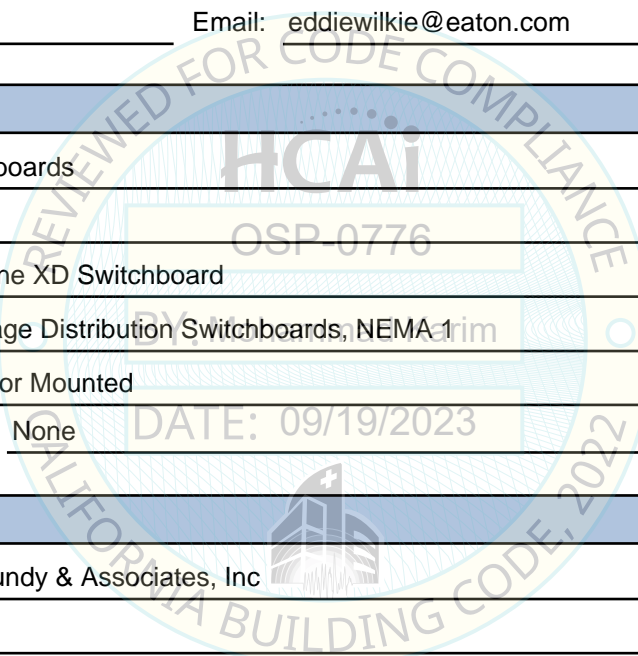 Email: eddiewilkie@eaton.com
REVIEWED FOR CODE COMPLIANCE
HCAi
boards
OSP-0776
ne XD Switchboard
age Distribution Switchboards, NEMA 1
BY: Mohammad Karim
or Mounted
None
DATE: 09/19/2023
undy & Associates, Inc
CALIFORNIA BUILDING CODE, 2022